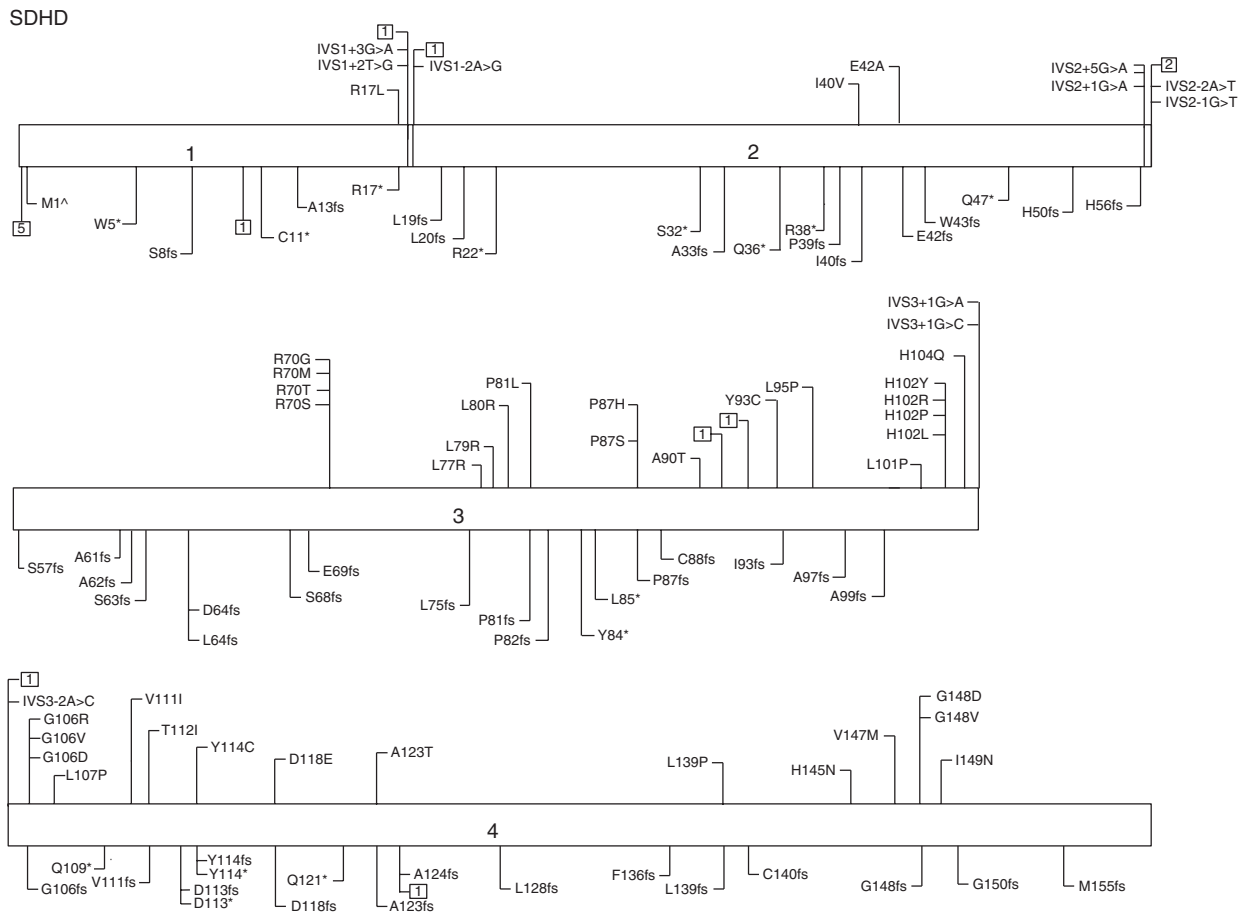 SDHD
1
IVS1+3G>A
IVS1+2T>G
R17L
1
IVS1-2A>G
I40V
E42A
IVS2+5G>A
IVS2+1G>A
2
IVS2-2A>T
IVS2-1G>T
1
2
5
M1^
W5*
S8fs
1
C11*
A13fs
R17*
L19fs
L20fs
R22*
S32*
A33fs
Q36*
R38*
P39fs
I40fs
E42fs
W43fs
Q47*
H50fs
H56fs
R70G
R70M
R70T
R70S
L77R
L79R
L80R
P81L
P87H
P87S
A90T
1
1
Y93C
L95P
L101P
H102Y
H102R
H102P
H102L
H104Q
IVS3+1G>A
IVS3+1G>C
3
S57fs
A61fs
A62fs
S63fs
D64fs
L64fs
S68fs
E69fs
L75fs
P81fs
P82fs
Y84*
L85*
P87fs
C88fs
I93fs
A97fs
A99fs
1
IVS3-2A>C
G106R
G106V
G106D
L107P
V111I
T112I
Y114C
D118E
A123T
L139P
H145N
V147M
G148D
G148V
I149N
4
G106fs
Q109*
V111fs
D113fs
D113*
Y114fs
Y114*
D118fs
Q121*
A123fs
A124fs
1
L128fs
F136fs
L139fs
C140fs
G148fs
G150fs
M155fs